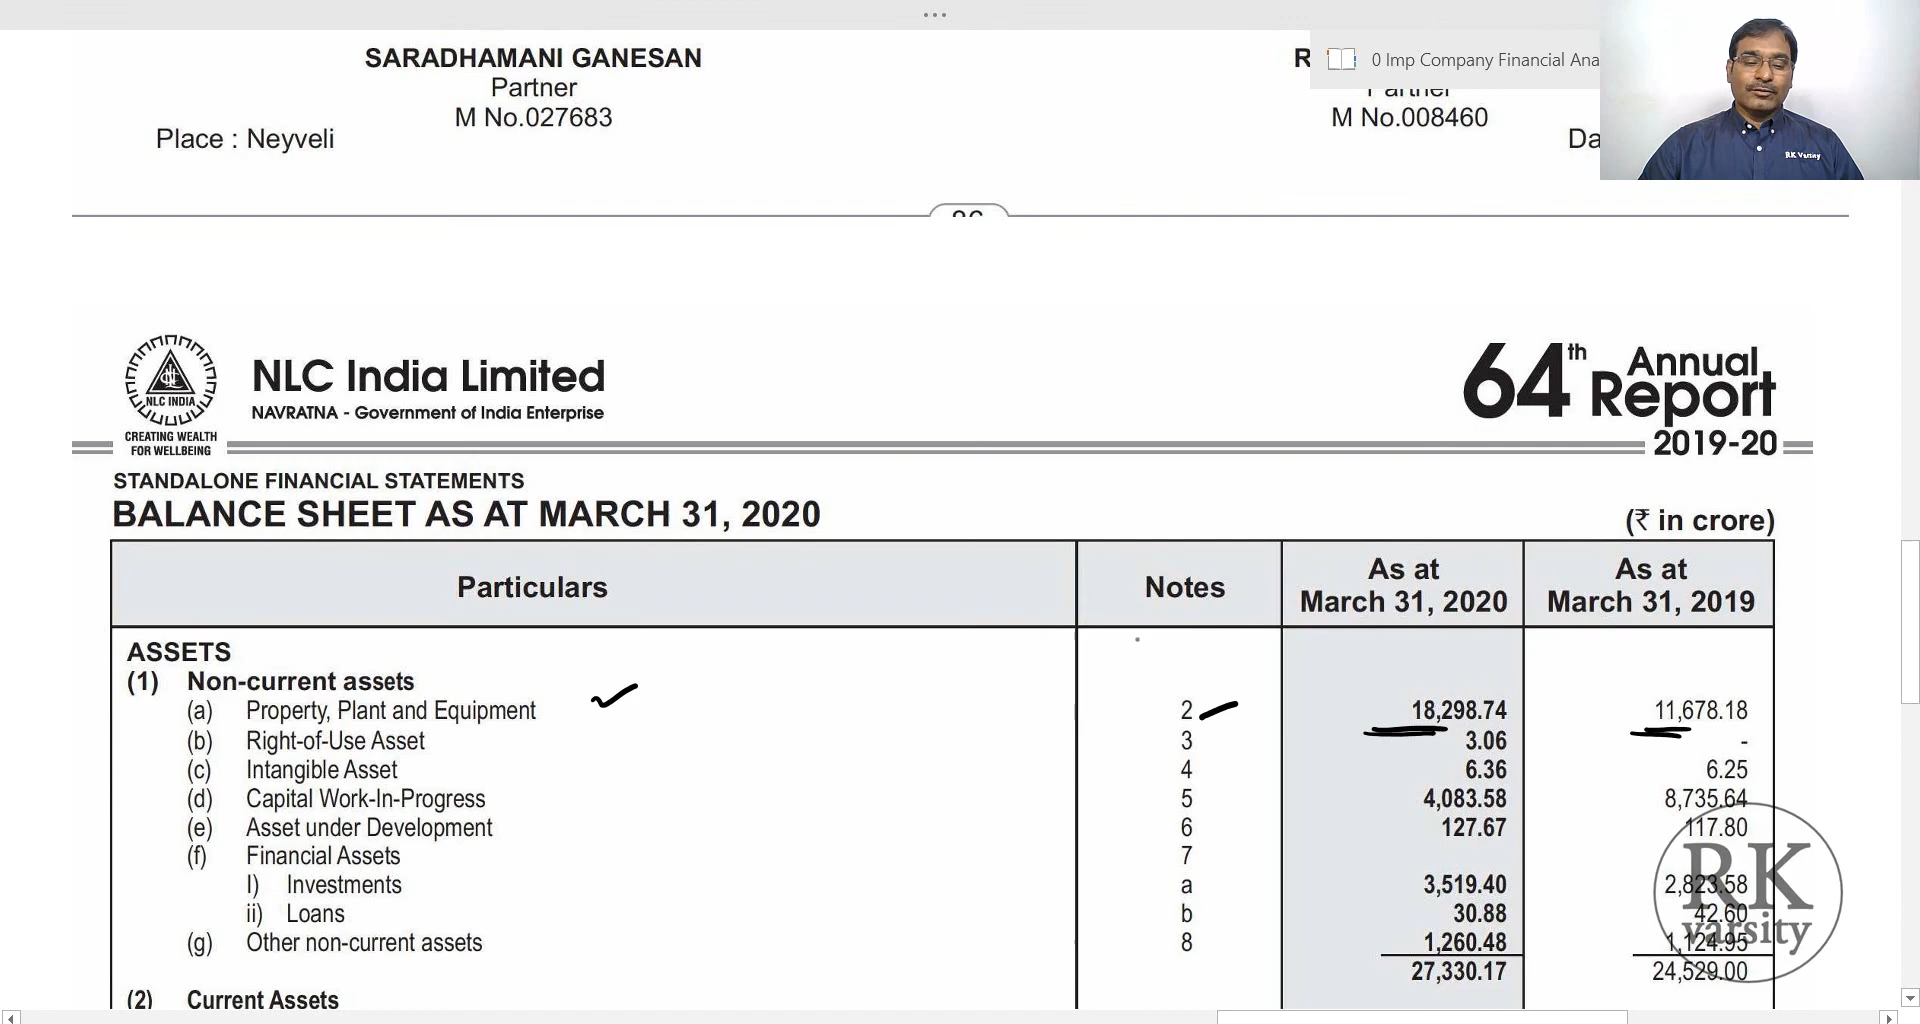 SARADHAMANI GANESAN
Partner
M No.027683
Place : Neyveli
R
0 Imp Company Financial Ana
Partner
M No.008460
Da
RK Varsity
NLC INDIA
CREATING WEALTH
FOR WELLBEING
NLC India Limited
NAVRATNA - Government of India Enterprise
64th Annual Report
2019-20
STANDALONE FINANCIAL STATEMENTS
BALANCE SHEET AS AT MARCH 31, 2020
(₹ in crore)
Particulars Notes As at March 31, 2020 As at March 31, 2019
ASSETS
(1) Non-current assets
(a) Property, Plant and Equipment 2 18,298.74 11,678.18
(b) Right-of-Use Asset 3 3.06 -
(c) Intangible Asset 4 6.36 6.25
(d) Capital Work-In-Progress 5 4,083.58 8,735.64
(e) Asset under Development 6 127.67 117.80
(f) Financial Assets 7
I) Investments a 3,519.40 2,823.58
ii) Loans b 30.88 42.60
(g) Other non-current assets 8 1,260.48 1,124.95
27,330.17 24,529.00
(2) Current Assets
RK
varsity